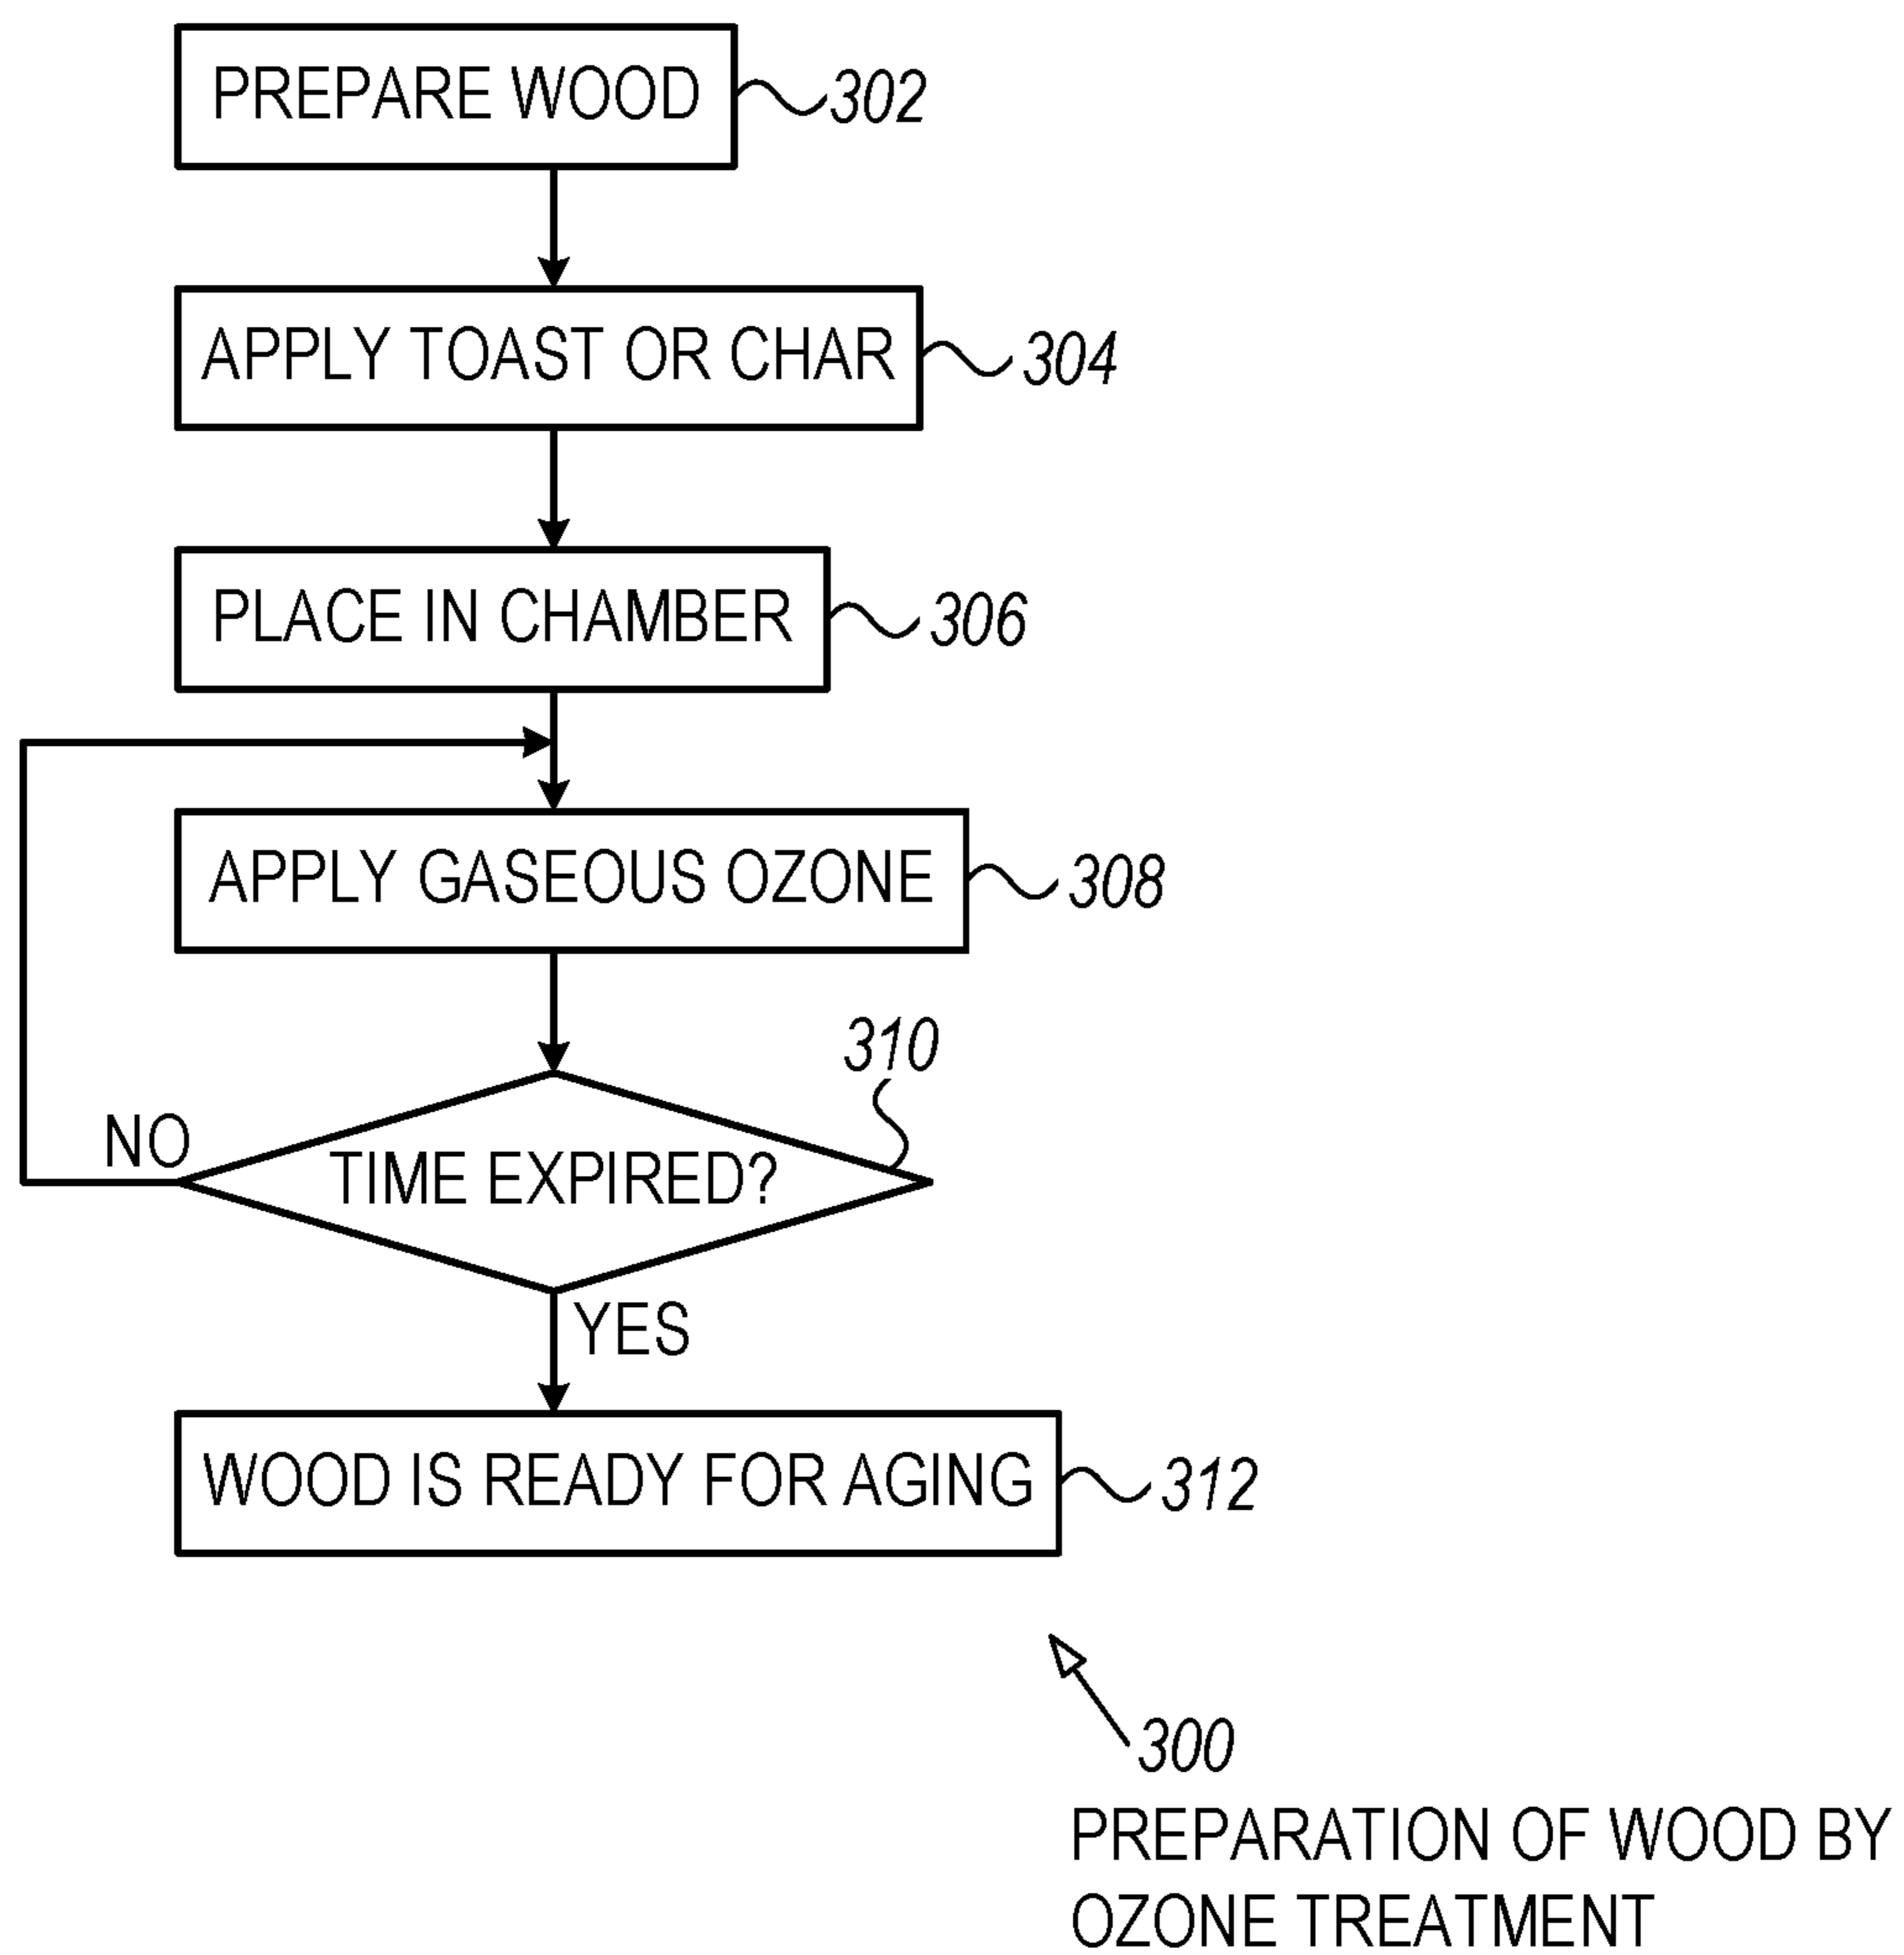 PREPARE WOOD
302
APPLY TOAST OR CHAR
304
PLACE IN CHAMBER
306
APPLY GASEOUS OZONE
308
310
NO
TIME EXPIRED?
YES
WOOD IS READY FOR AGING
312
300
PREPARATION OF WOOD BY
OZONE TREATMENT